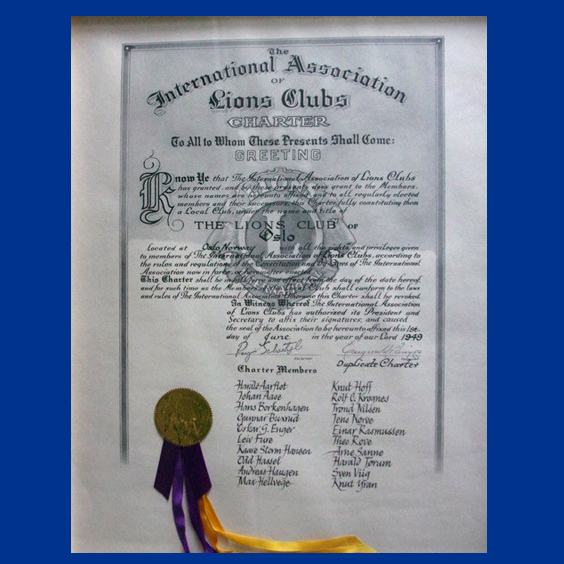 The
International Association
OF
Lions Clubs
CHARTER
To All to Whom These Presents Shall Come:
GREETING
Know Ye that The International Association of Lions Clubs
has granted and by these presents does grant to the Members,
whose names are hereunto affixed and to all regularly elected
members and their successors, this Charter fully constituting them
a Local Club, under the name and title of
THE LIONS CLUB OF
Oslo
Located at Oslo Norway with all the rights and privileges given
to members of The International Association of Lions Clubs, according to
the rules and regulations of the Constitution and By-Laws of The International
Association now in force or hereafter enacted.
This Charter shall be in full force and effect from the day of the date hereof
and for such time as the Members of Club shall conform to the laws
and rules of The International Association. Otherwise this Charter shall be revoked.
In Witness Whereof The International Association
of Lions Clubs has authorized its President and
Secretary to affix their signatures, and caused
the seal of the Association to be hereunto affixed this 1st.
day of June in the year of our Lord 1949
Duplicate Charter
Charter Members
Harald Aarflot Knut Hoff
Johan Aase Rolf C. Krognes
Hans Borkenhagen Trond Nilsen
Gunnar Buxrud Jens Norve
Oskar G. Enger Einar Rasmussen
Leiv Fure Theo Rove
Kaare Storm Hansen Arne Sanne
Odd Hasset Harald Torum
Andreas Haugen Sven Viig
Max Hellvege Knut Yran